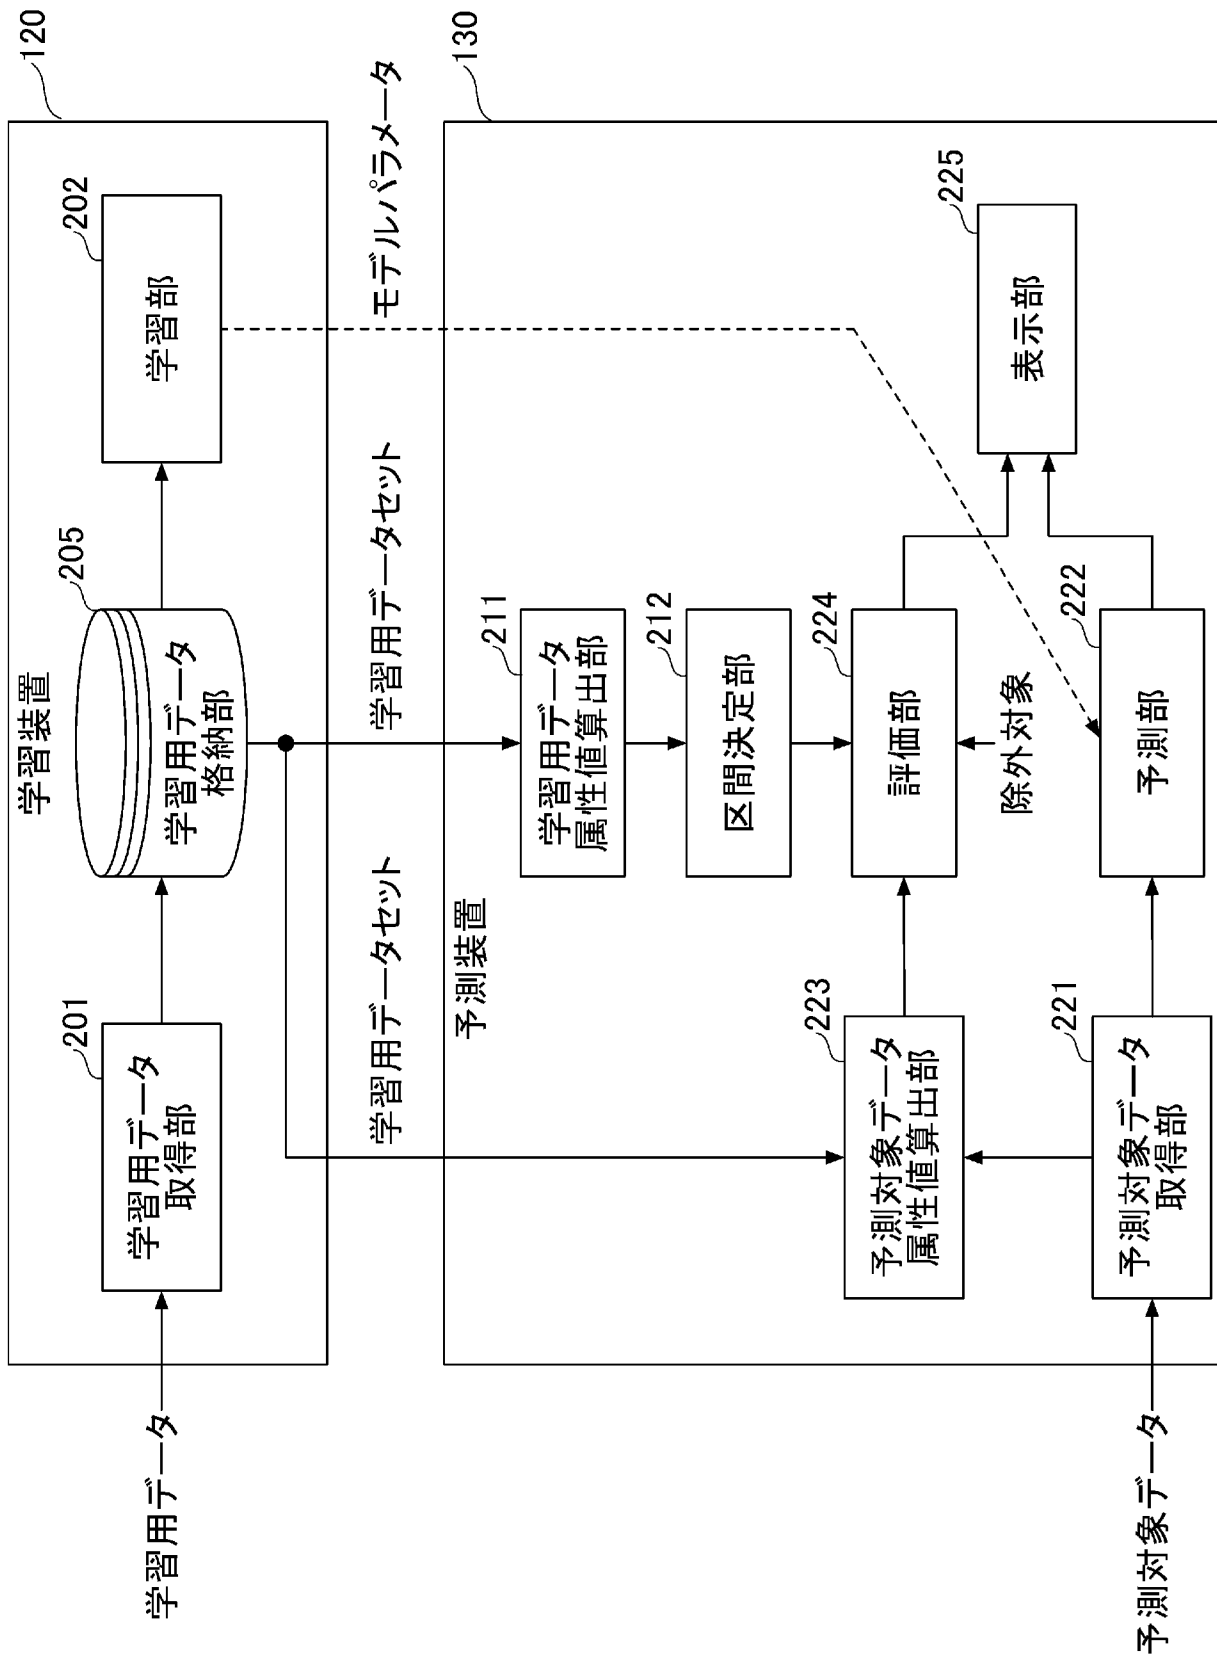 学習装置
120
学習用データ
学習用データ
取得部
201
学習用データ
格納部
205
学習部
202
学習用データセット
学習用データセット
モデルパラメータ
予測装置
130
学習用データ
属性値算出部
211
区間決定部
212
予測対象データ
属性値算出部
223
評価部
224
除外対象
表示部
225
予測対象データ
予測対象データ
取得部
221
予測部
222